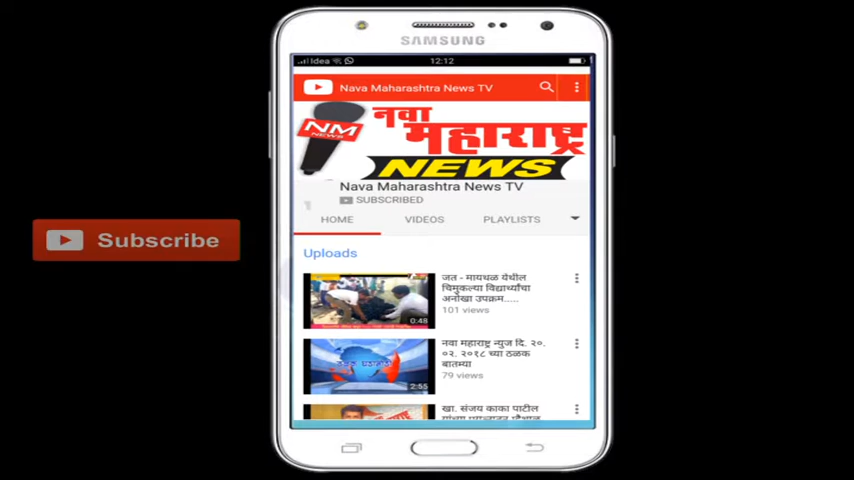 SAMSUNG
Idea 12:12
Nava Maharashtra News TV
नवा
NM महाराष्ट्र
NEWS
NEWS
Nava Maharashtra News TV
SUBSCRIBED
HOME VIDEOS PLAYLISTS
Subscribe
Uploads
जत - मायथळ येथील
चिमुकल्या विद्यार्थ्यांचा
अनोखा उपक्रम.....
101 views
0:48
नवा महाराष्ट्र न्युज दि. २०.
०२. २०१८ च्या ठळक
बातम्या
79 views
2:55
खा. संजय काका पाटील